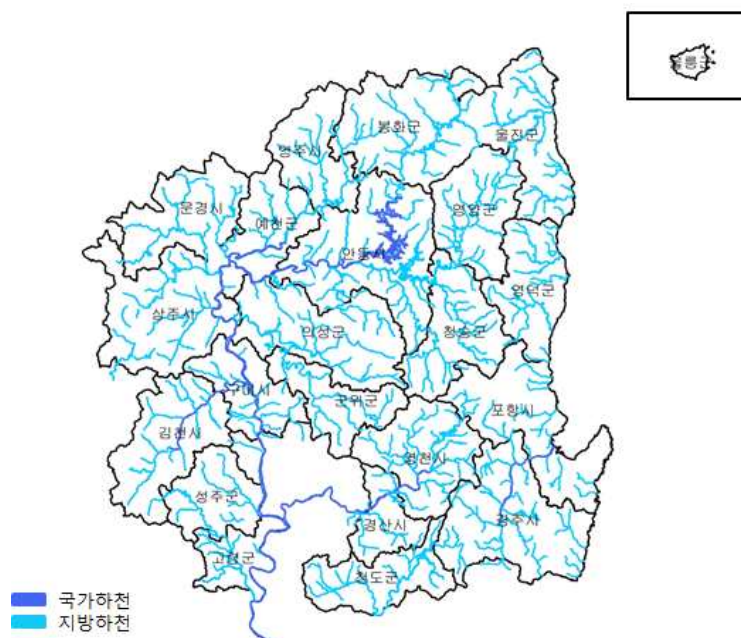 울릉군
봉화군
울진군
영주시
문경시
예천군
영양군
안동시
영덕군
상주시
의성군
청송군
구미시
군위군
포항시
김천시
영천시
성주군
경주시
경산시
고령군
청도군
국가하천
지방하천